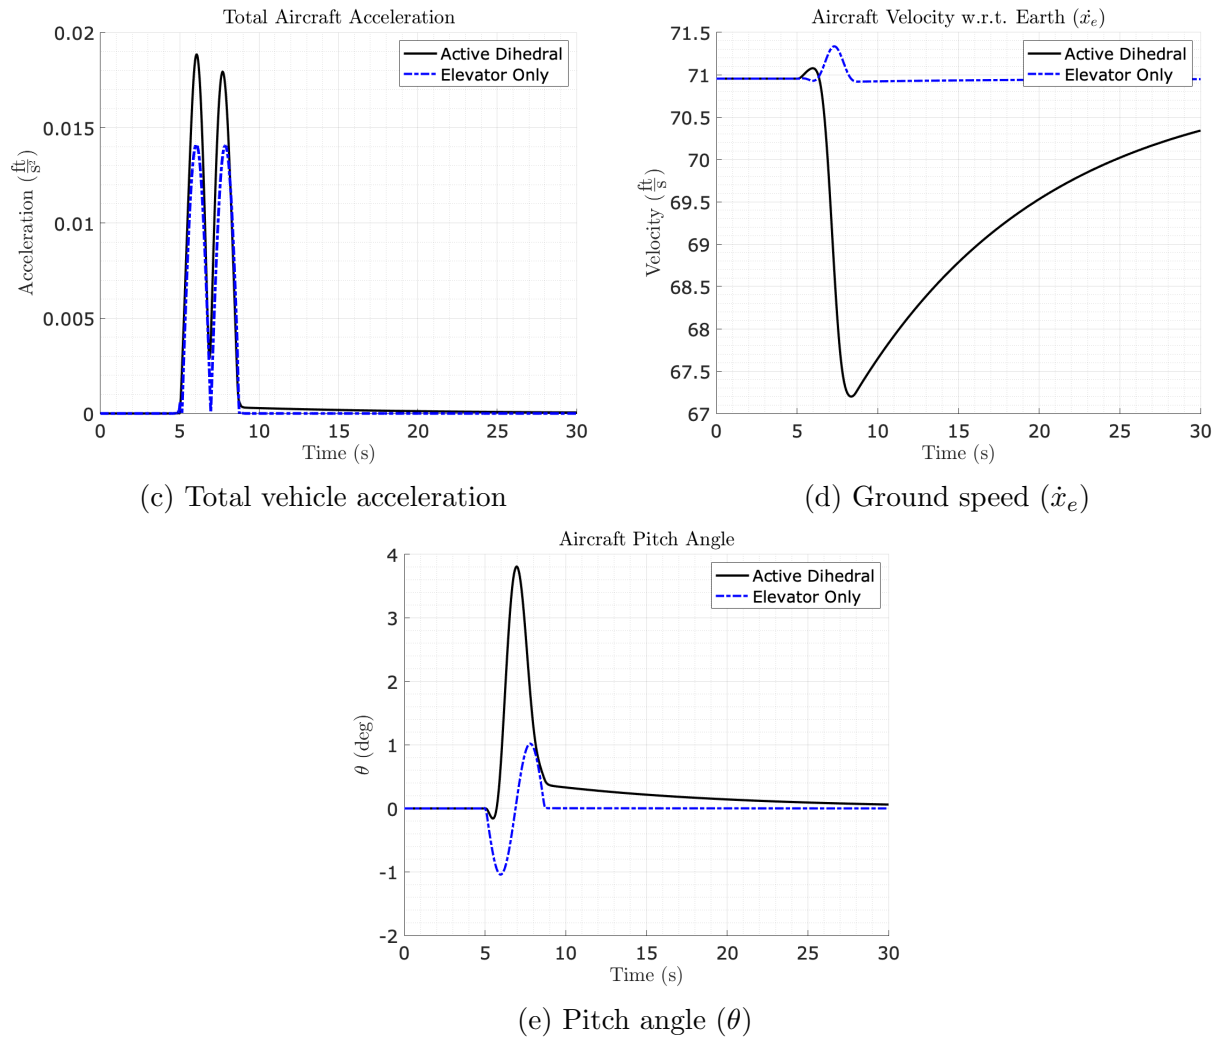 Total Aircraft Acceleration
Active Dihedral
Elevator Only
0.02
0.015
0.01
0.005
0
0 5 10 15 20 25 30
Acceleration (ft/s²)
Time (s)
(c) Total vehicle acceleration
Aircraft Velocity w.r.t. Earth (ẋₑ)
Active Dihedral
Elevator Only
71.5
71
70.5
70
69.5
69
68.5
68
67.5
67
0 5 10 15 20 25 30
Velocity (ft/s)
Time (s)
(d) Ground speed (ẋₑ)
Aircraft Pitch Angle
Active Dihedral
Elevator Only
4
3
2
1
0
-1
-2
0 5 10 15 20 25 30
θ (deg)
Time (s)
(e) Pitch angle (θ)